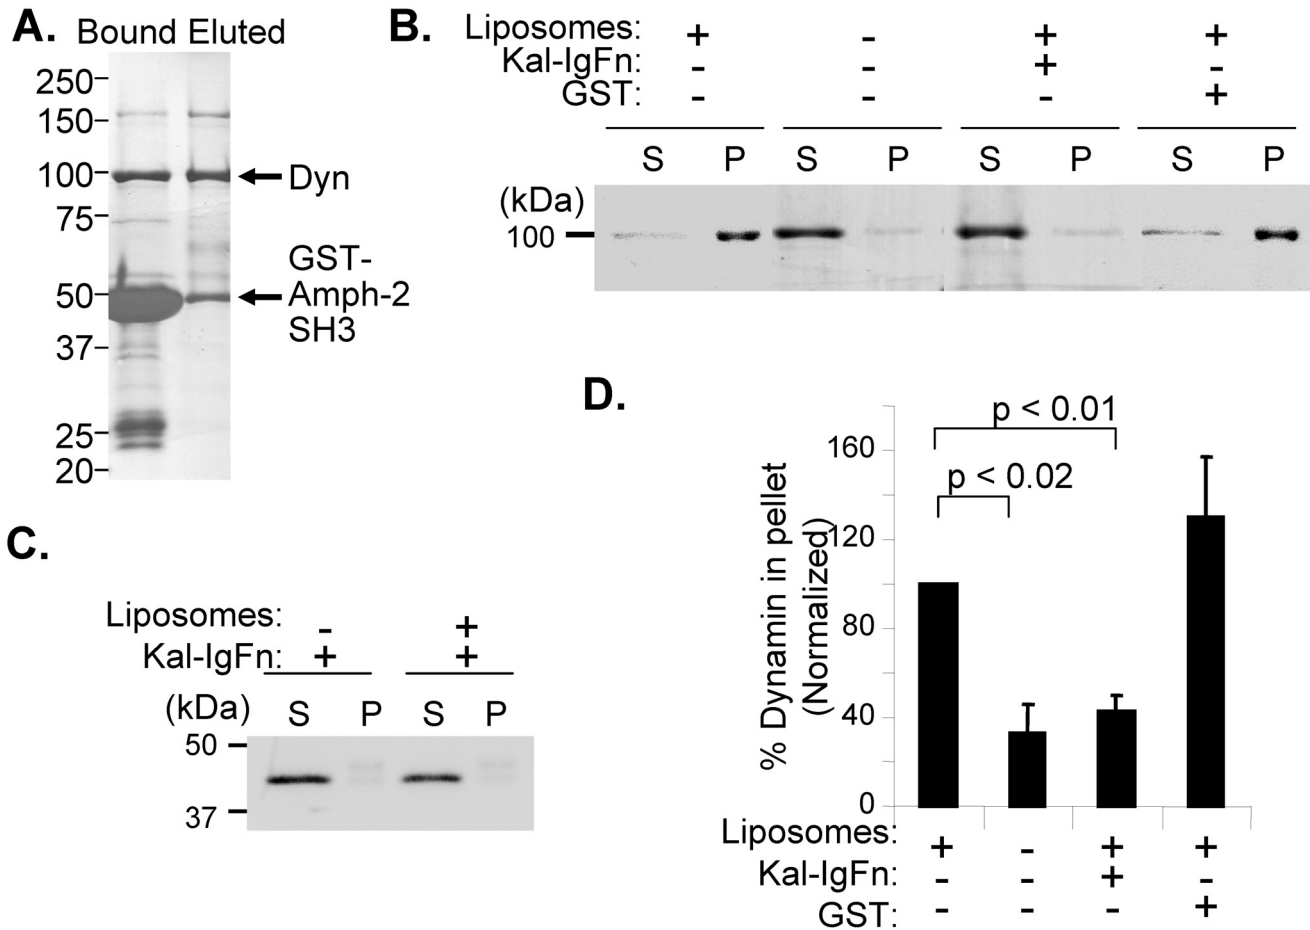 A. Bound Eluted
250
150
100
75
50
37
25
20
Dyn
GST-
Amph-2
SH3
B.
Liposomes: + - + +
Kal-IgFn: - - + -
GST: - - - +
S P S P S P S P
(kDa)
100
C.
Liposomes: - +
Kal-IgFn: + +
(kDa) S P S P
50
37
D.
p < 0.01
p < 0.02
% Dynamin in pellet
(Normalized)
160
120
80
40
0
Liposomes: + - + +
Kal-IgFn: - - + -
GST: - - - +